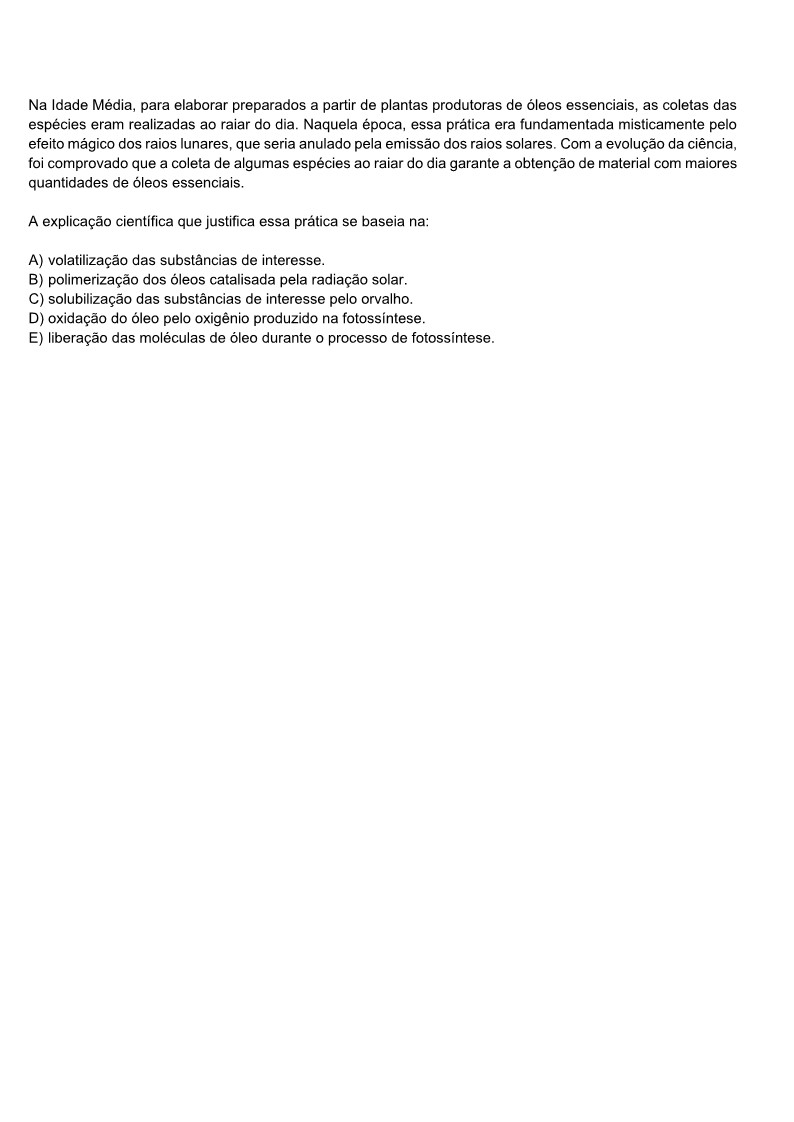 Na Idade Média, para elaborar preparados a partir de plantas produtoras de óleos essenciais, as coletas das
espécies eram realizadas ao raiar do dia. Naquela época, essa prática era fundamentada misticamente pelo
efeito mágico dos raios lunares, que seria anulado pela emissão dos raios solares. Com a evolução da ciência,
foi comprovado que a coleta de algumas espécies ao raiar do dia garante a obtenção de material com maiores
quantidades de óleos essenciais.
A explicação científica que justifica essa prática se baseia na:
A) volatilização das substâncias de interesse.
B) polimerização dos óleos catalisada pela radiação solar.
C) solubilização das substâncias de interesse pelo orvalho.
D) oxidação do óleo pelo oxigênio produzido na fotossíntese.
E) liberação das moléculas de óleo durante o processo de fotossíntese.